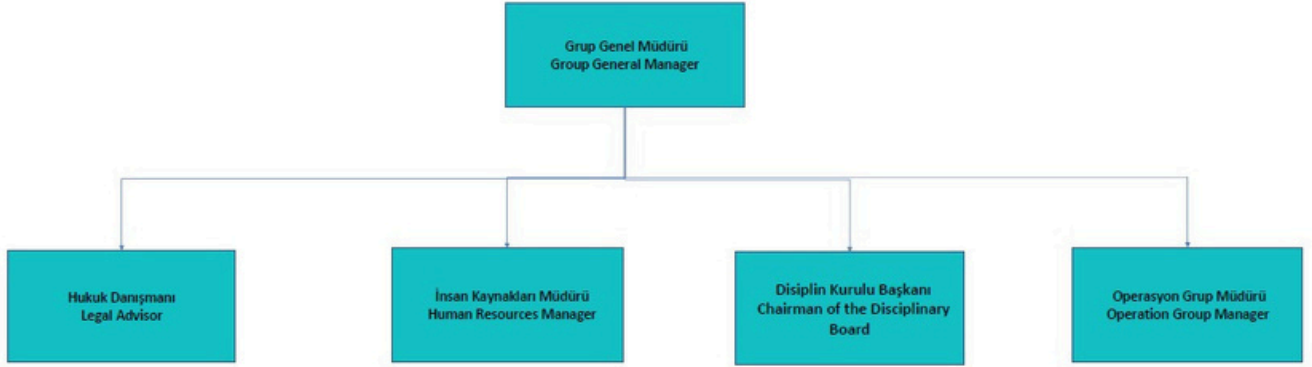 Grup Genel Müdürü
Group General Manager
Hukuk Danışmanı
Legal Advisor
İnsan Kaynakları Müdürü
Human Resources Manager
Disiplin Kurulu Başkanı
Chairman of the Disciplinary
Board
Operasyon Grup Müdürü
Operation Group Manager